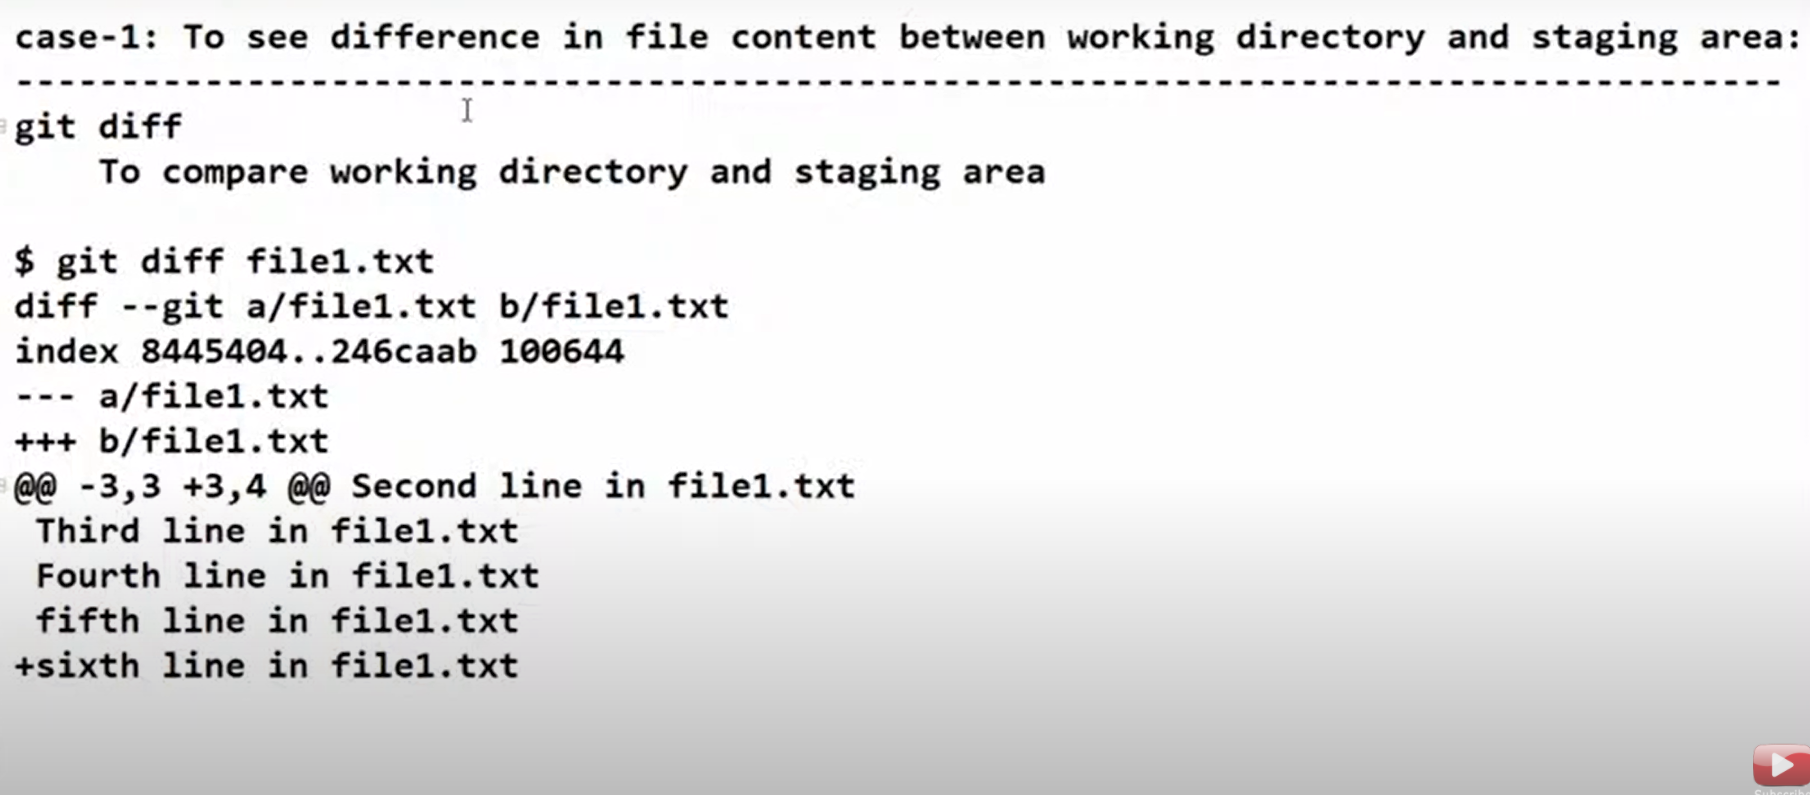 case-1: To see difference in file content between working directory and staging area:
------------------------------------------------------------------------------------
git diff
    To compare working directory and staging area

$ git diff file1.txt
diff --git a/file1.txt b/file1.txt
index 8445404..246caab 100644
--- a/file1.txt
+++ b/file1.txt
@@ -3,3 +3,4 @@ Second line in file1.txt
 Third line in file1.txt
 Fourth line in file1.txt
 fifth line in file1.txt
+sixth line in file1.txt